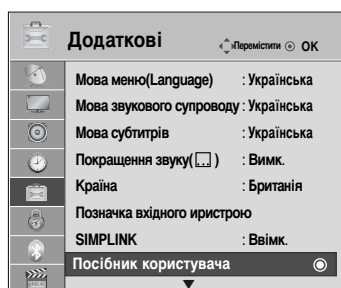 Додаткові Перемістити OK
Мова меню(Language) : Українська
Мова звукового супроводу : Українська
Мова субтитрів : Українська
Покращення звуку( ) : Вимк.
Країна : Британія
Позначка вхідного иристрою
SIMPLINK : Ввімк.
Посібник користувача